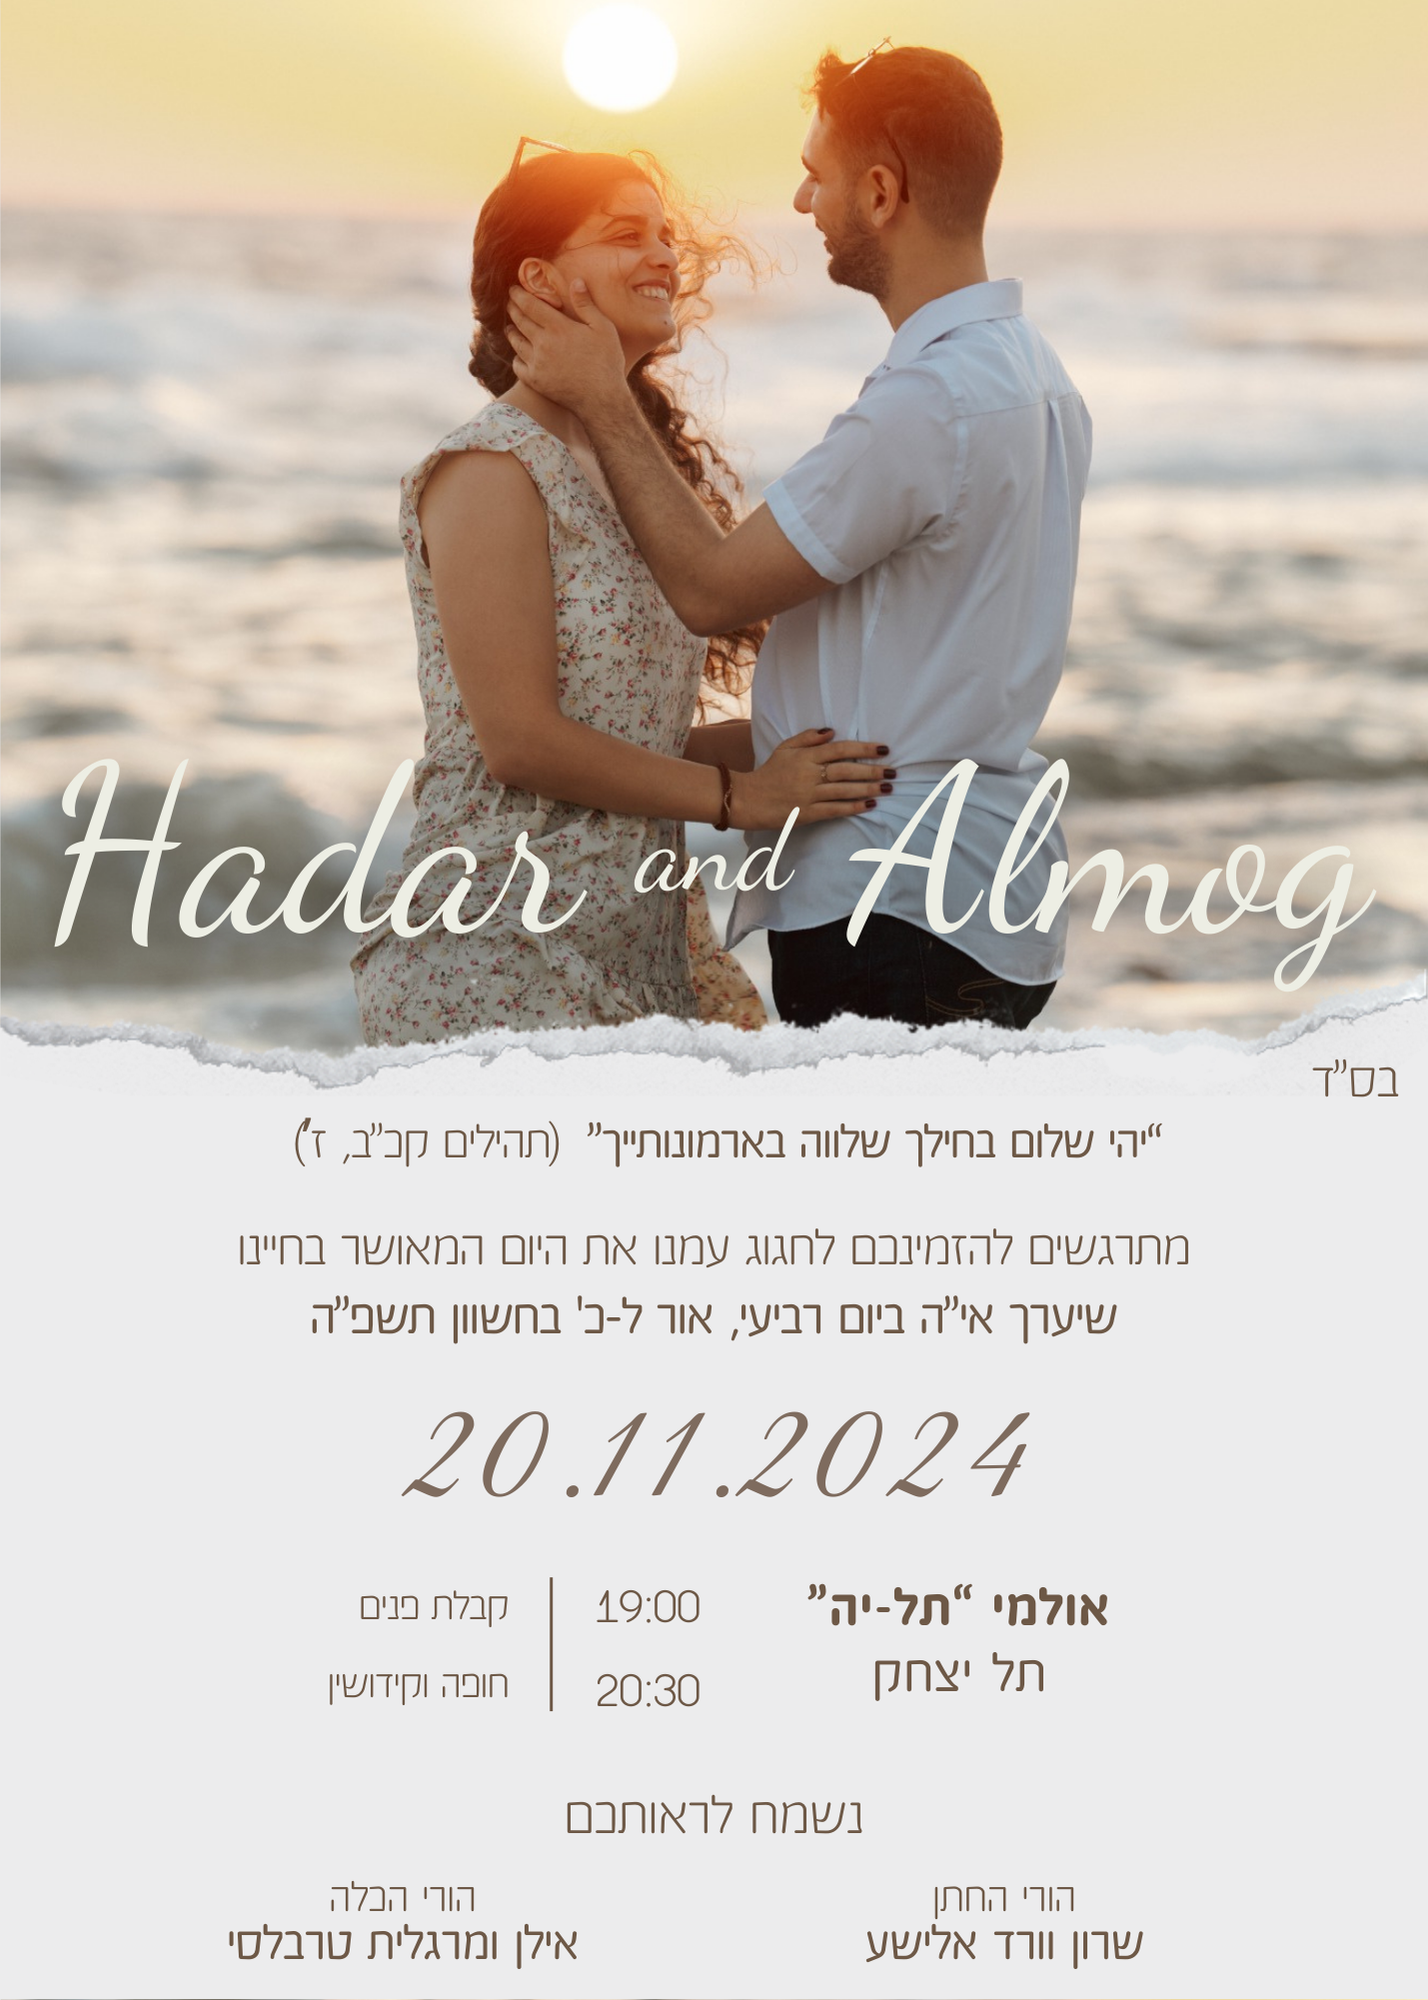 Hadar and Almog
בס"ד
"יהי שלום בחילך שלווה בארמונותייך" (תהילים קכ"ב, ז')
מתרגשים להזמינכם לחגוג עמנו את היום המאושר בחיינו
שיערך אי"ה ביום רביעי, אור ל-כ' בחשוון תשפ"ה
20.11.2024
אולמי "תל-יה"
תל יצחק
19:00 קבלת פנים
20:30 חופה וקידושין
נשמח לראותכם
הורי החתן
שרון וורד אלישע
הורי הכלה
אילן ומרגלית טרבלסי